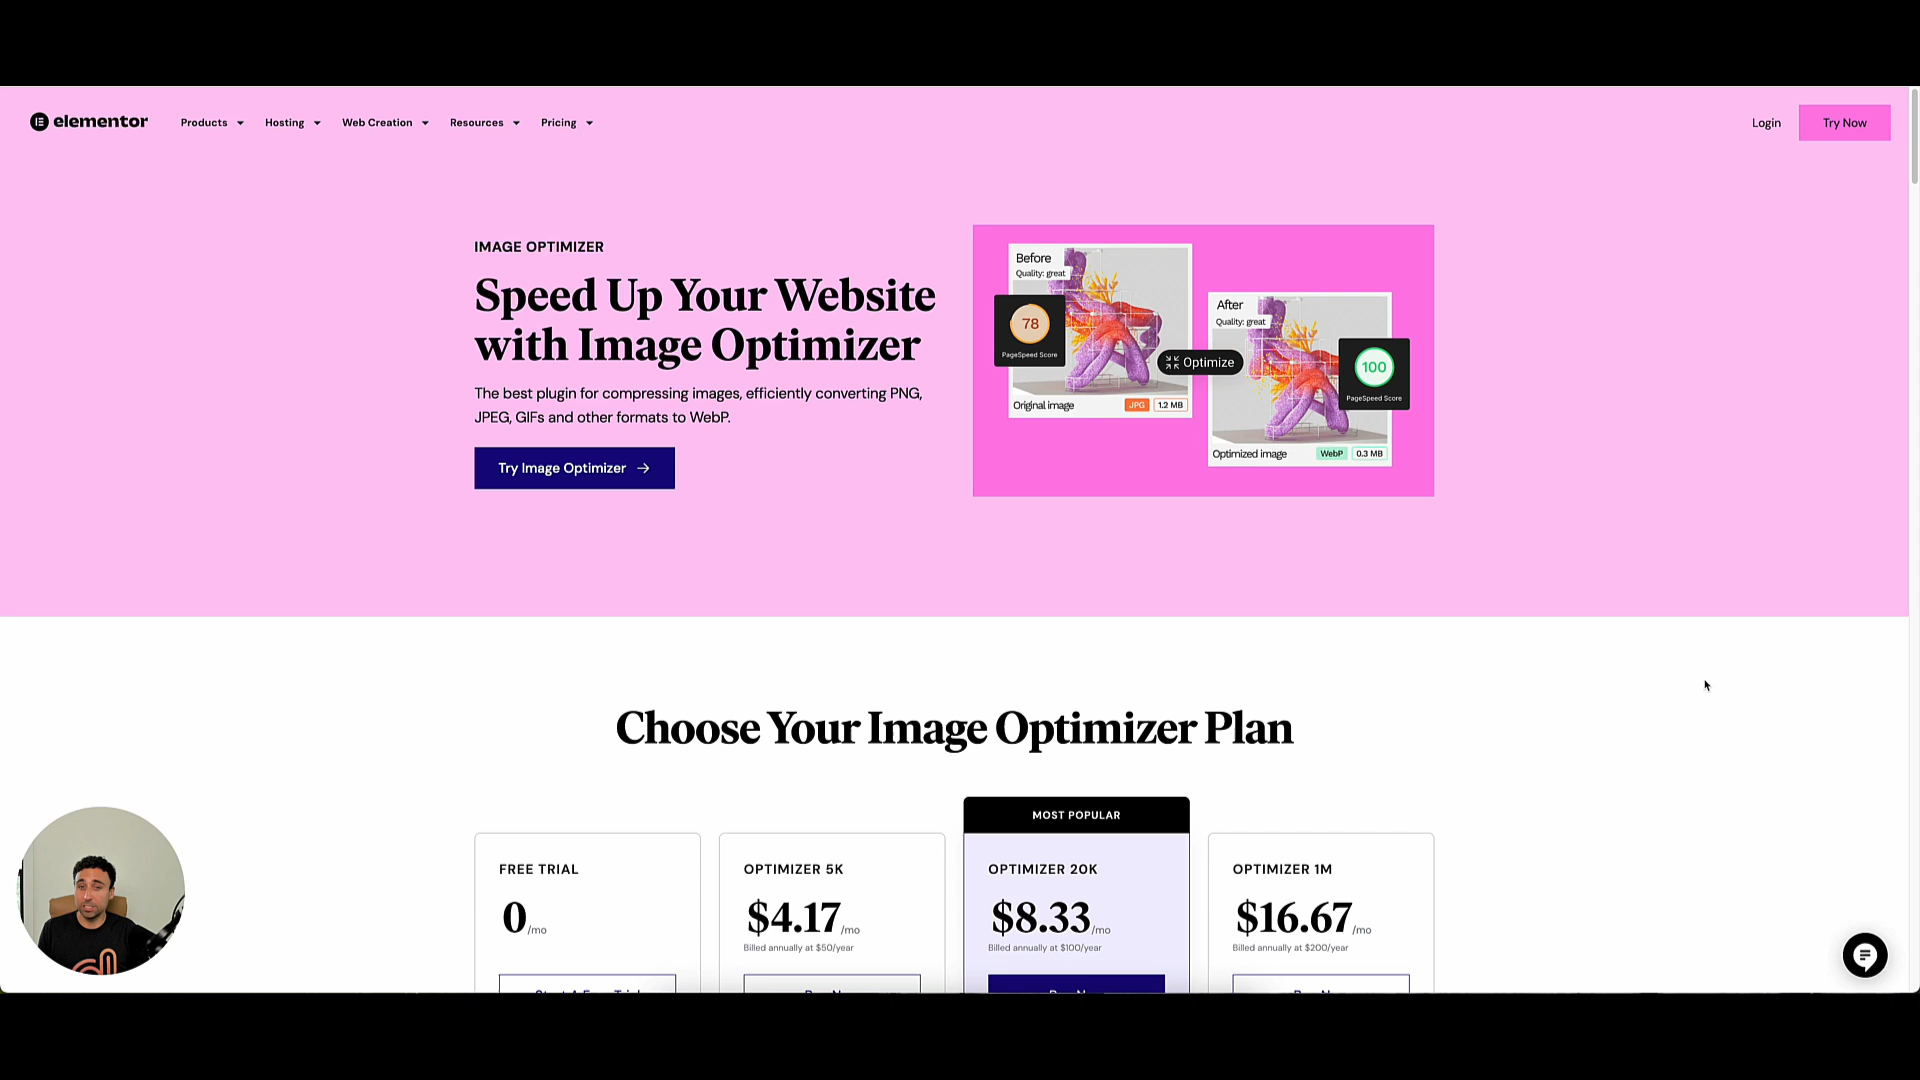 elementor
Products
Hosting
Web Creation
Resources
Pricing
Login
Try Now
IMAGE OPTIMIZER
Speed Up Your Website
with Image Optimizer
The best plugin for compressing images, efficiently converting PNG,
JPEG, GIFs and other formats to WebP.
Try Image Optimizer
Before
Quality: great
78
PageSpeed Score
Original image
JPG
1.2 MB
Optimize
After
Quality: great
100
PageSpeed Score
Optimized image
WebP
0.3 MB
Choose Your Image Optimizer Plan
FREE TRIAL
0/mo
OPTIMIZER 5K
$4.17/mo
Billed annually at $50/year
MOST POPULAR
OPTIMIZER 20K
$8.33/mo
Billed annually at $100/year
OPTIMIZER 1M
$16.67/mo
Billed annually at $200/year